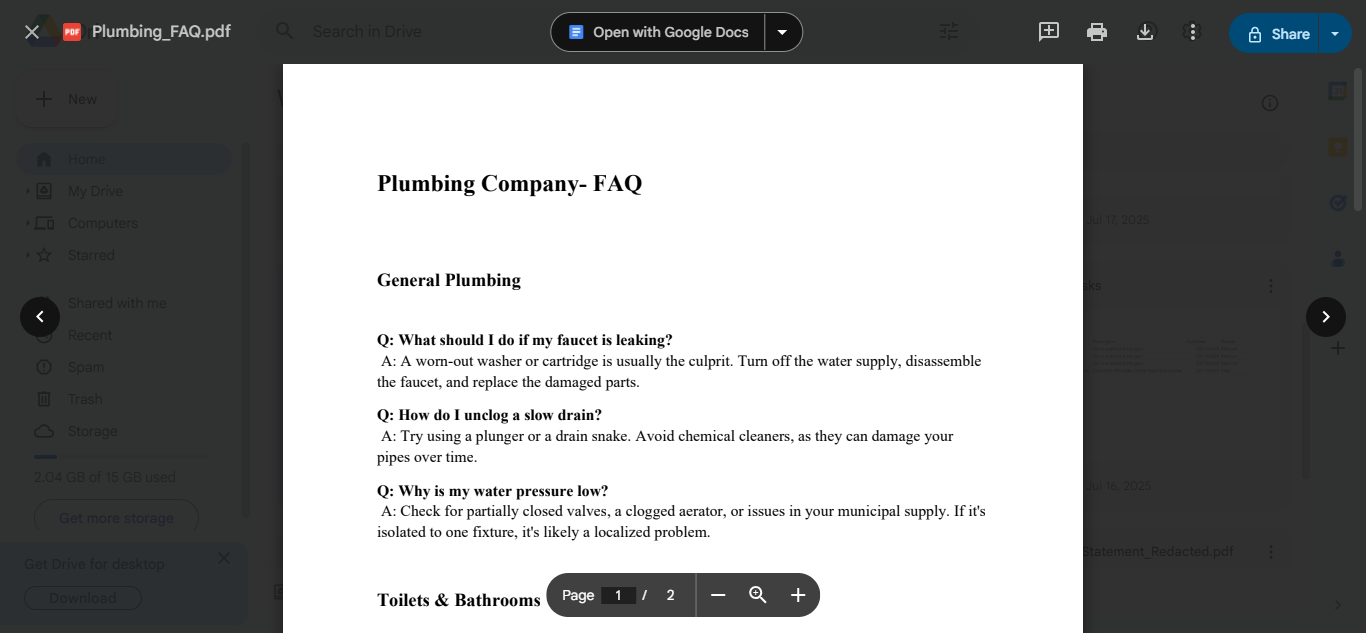 PDF Plumbing_FAQ.pdf
Search in Drive
Open with Google Docs
Share
New
Home
My Drive
Computers
Starred
Shared with me
Recent
Spam
Trash
Storage
2.04 GB of 15 GB used
Get more storage
Get Drive for desktop
Download
Plumbing Company- FAQ
General Plumbing
Q: What should I do if my faucet is leaking?
A: A worn-out washer or cartridge is usually the culprit. Turn off the water supply, disassemble
the faucet, and replace the damaged parts.
Q: How do I unclog a slow drain?
A: Try using a plunger or a drain snake. Avoid chemical cleaners, as they can damage your
pipes over time.
Q: Why is my water pressure low?
A: Check for partially closed valves, a clogged aerator, or issues in your municipal supply. If it's
isolated to one fixture, it's likely a localized problem.
Toilets & Bathrooms
Page 1 / 2
Jul 17, 2025
Jul 16, 2025
Statement_Redacted.pdf